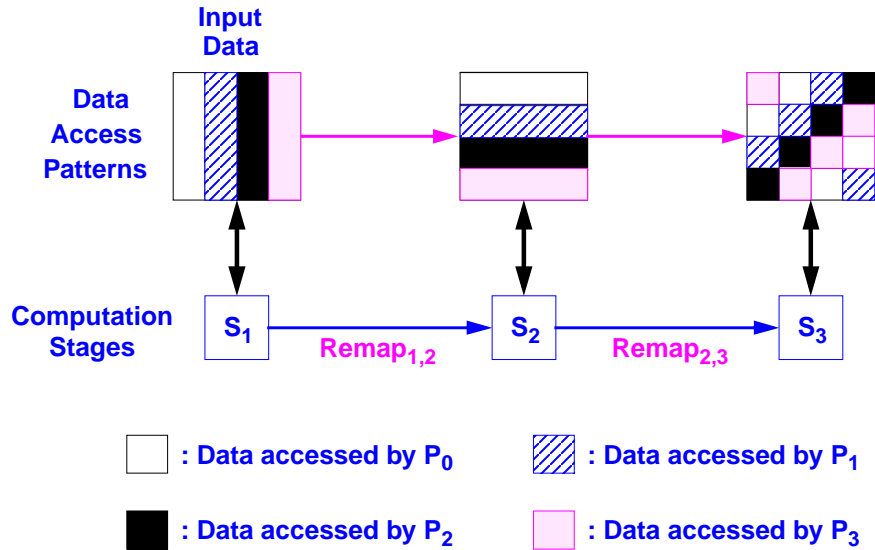 Input
Data
Data
Access
Patterns
Computation
Stages
S1
S2
S3
Remap1,2
Remap2,3
: Data accessed by P0
: Data accessed by P1
: Data accessed by P2
: Data accessed by P3